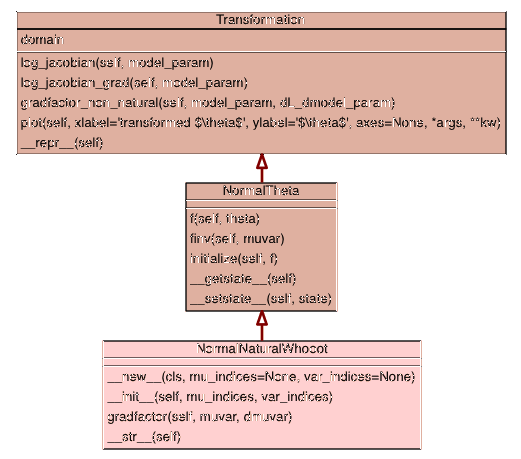 Transformation
domain
log_jacobian(self, model_param)
log_jacobian_grad(self, model_param)
gradfactor_non_natural(self, model_param, dL_dmodel_param)
plot(self, xlabel='transformed $\theta$', ylabel='$\theta$', axes=None, *args, **kw)
__repr__(self)
NormalTheta
f(self, theta)
finv(self, muvar)
initialize(self, f)
__getstate__(self)
__setstate__(self, state)
NormalNaturalWhooot
__new__(cls, mu_indices=None, var_indices=None)
__init__(self, mu_indices, var_indices)
gradfactor(self, muvar, dmuvar)
__str__(self)